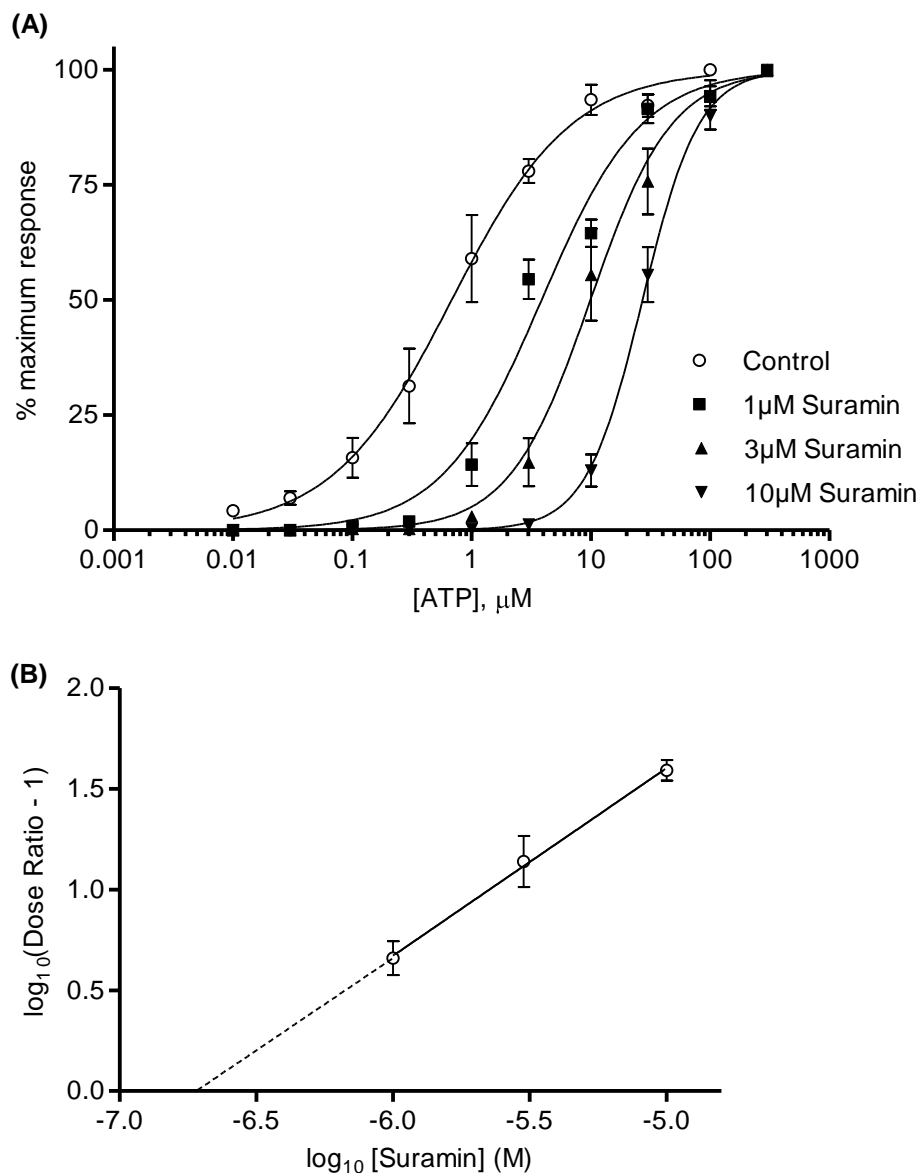 (A)
100
75
50
25
0
% maximum response
Control
1µM Suramin
3µM Suramin
10µM Suramin
0.001 0.01 0.1 1 10 100 1000
[ATP], μM
(B)
2.0
1.5
1.0
0.5
0.0
log10(Dose Ratio - 1)
-7.0 -6.5 -6.0 -5.5 -5.0
log10 [Suramin] (M)